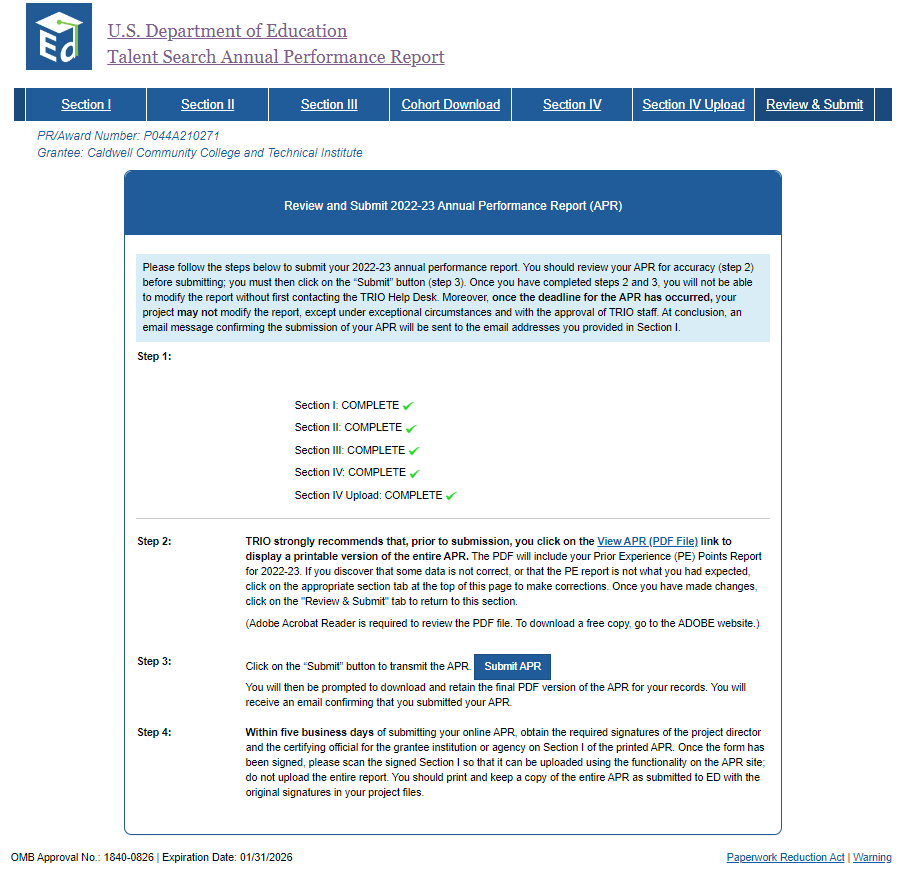 Ed
U.S. Department of Education
Talent Search Annual Performance Report
Section I Section II Section III Cohort Download Section IV Section IV Upload Review & Submit
PR/Award Number: P044A210271
Grantee: Caldwell Community College and Technical Institute
Review and Submit 2022-23 Annual Performance Report (APR)
Please follow the steps below to submit your 2022-23 annual performance report. You should review your APR for accuracy (step 2)
before submitting; you must then click on the “Submit” button (step 3). Once you have completed steps 2 and 3, you will not be able
to modify the report without first contacting the TRIO Help Desk. Moreover, once the deadline for the APR has occurred, your
project may not modify the report, except under exceptional circumstances and with the approval of TRIO staff. At conclusion, an
email message confirming the submission of your APR will be sent to the email addresses you provided in Section I.
Step 1:
Section I: COMPLETE
Section II: COMPLETE
Section III: COMPLETE
Section IV: COMPLETE
Section IV Upload: COMPLETE
Step 2: TRIO strongly recommends that, prior to submission, you click on the View APR (PDF File) link to
display a printable version of the entire APR. The PDF will include your Prior Experience (PE) Points Report
for 2022-23. If you discover that some data is not correct, or that the PE report is not what you had expected,
click on the appropriate section tab at the top of this page to make corrections. Once you have made changes,
click on the "Review & Submit" tab to return to this section.
(Adobe Acrobat Reader is required to review the PDF file. To download a free copy, go to the ADOBE website.)
Step 3: Click on the “Submit” button to transmit the APR. Submit APR
You will then be prompted to download and retain the final PDF version of the APR for your records. You will
receive an email confirming that you submitted your APR.
Step 4: Within five business days of submitting your online APR, obtain the required signatures of the project director
and the certifying official for the grantee institution or agency on Section I of the printed APR. Once the form has
been signed, please scan the signed Section I so that it can be uploaded using the functionality on the APR site;
do not upload the entire report. You should print and keep a copy of the entire APR as submitted to ED with the
original signatures in your project files.
OMB Approval No.: 1840-0826 | Expiration Date: 01/31/2026 Paperwork Reduction Act | Warning